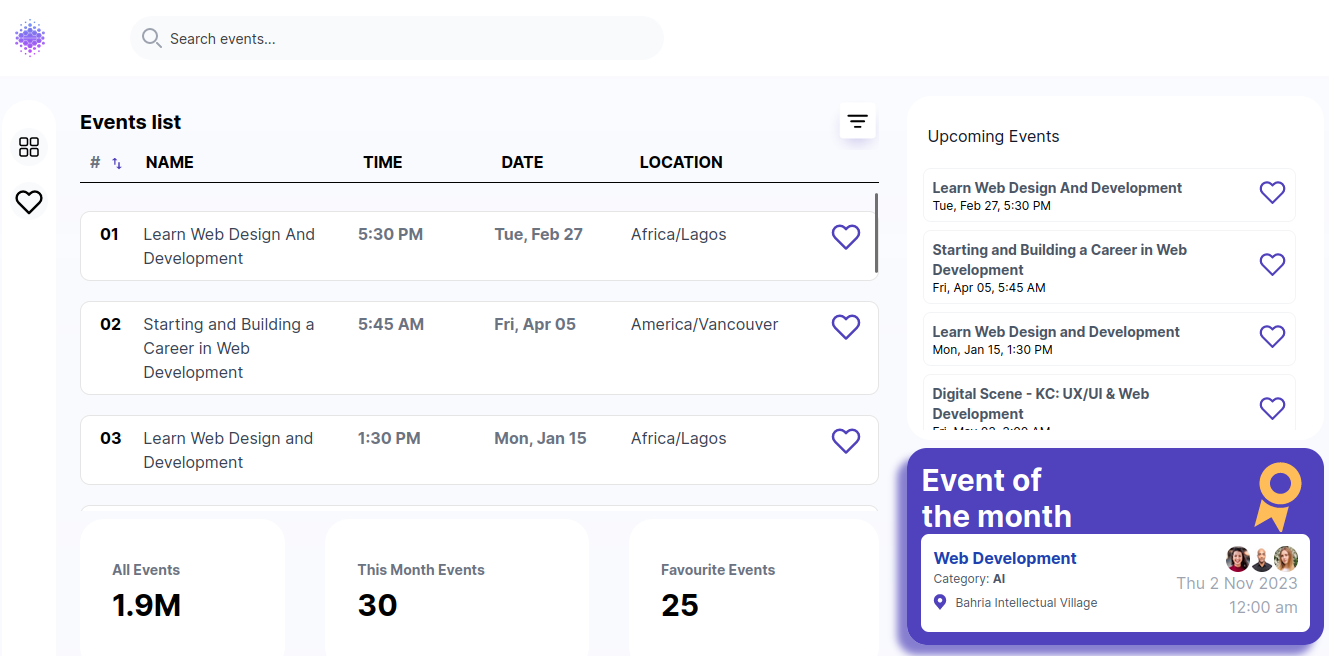 Search events...
Events list
# NAME TIME DATE LOCATION
01 Learn Web Design And 5:30 PM Tue, Feb 27 Africa/Lagos
Development
02 Starting and Building a 5:45 AM Fri, Apr 05 America/Vancouver
Career in Web
Development
03 Learn Web Design and 1:30 PM Mon, Jan 15 Africa/Lagos
Development
All Events
1.9M
This Month Events
30
Favourite Events
25
Upcoming Events
Learn Web Design And Development
Tue, Feb 27, 5:30 PM
Starting and Building a Career in Web
Development
Fri, Apr 05, 5:45 AM
Learn Web Design and Development
Mon, Jan 15, 1:30 PM
Digital Scene - KC: UX/UI & Web
Development
Event of
the month
Web Development
Category: AI
Thu 2 Nov 2023
Bahria Intellectual Village
12:00 am